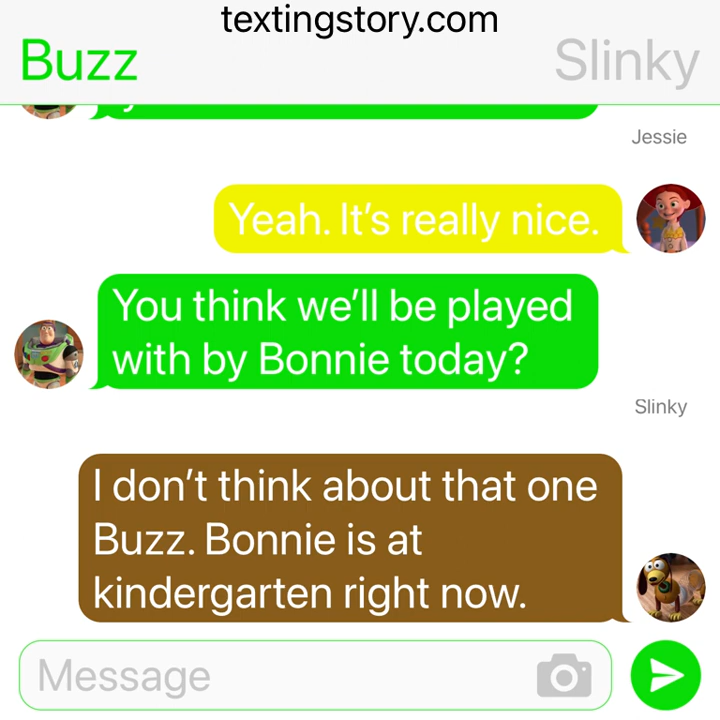 textingstory.com
Buzz
Slinky
Jessie
Yeah. It’s really nice.
You think we’ll be played
with by Bonnie today?
Slinky
I don’t think about that one
Buzz. Bonnie is at
kindergarten right now.
Message